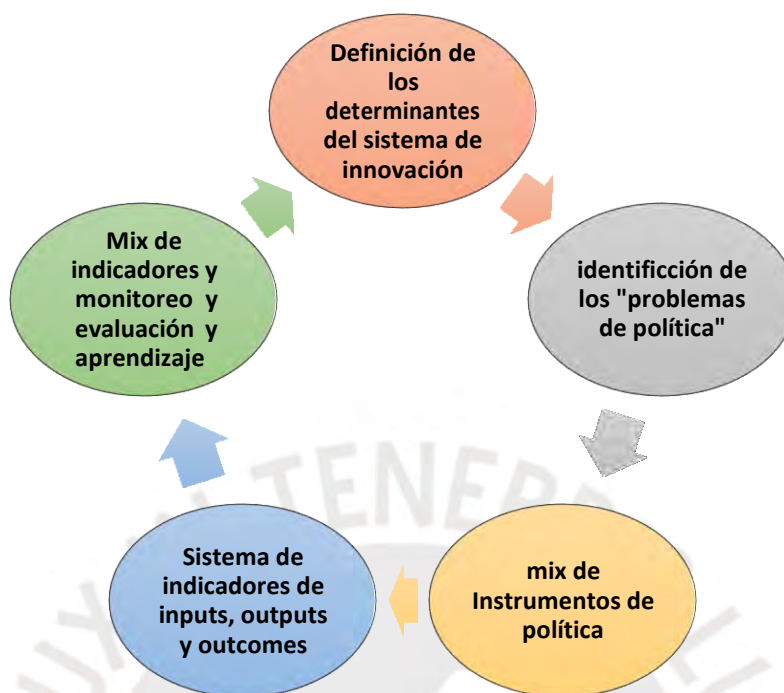 Definición de
los
determinantes
del sistema de
innovación
identificción de
los "problemas
de política"
mix de
Instrumentos de
política
Sistema de
indicadores de
inputs, outputs
y outcomes
Mix de
indicadores y
monitoreo y
evaluación y
aprendizaje
TENEBR